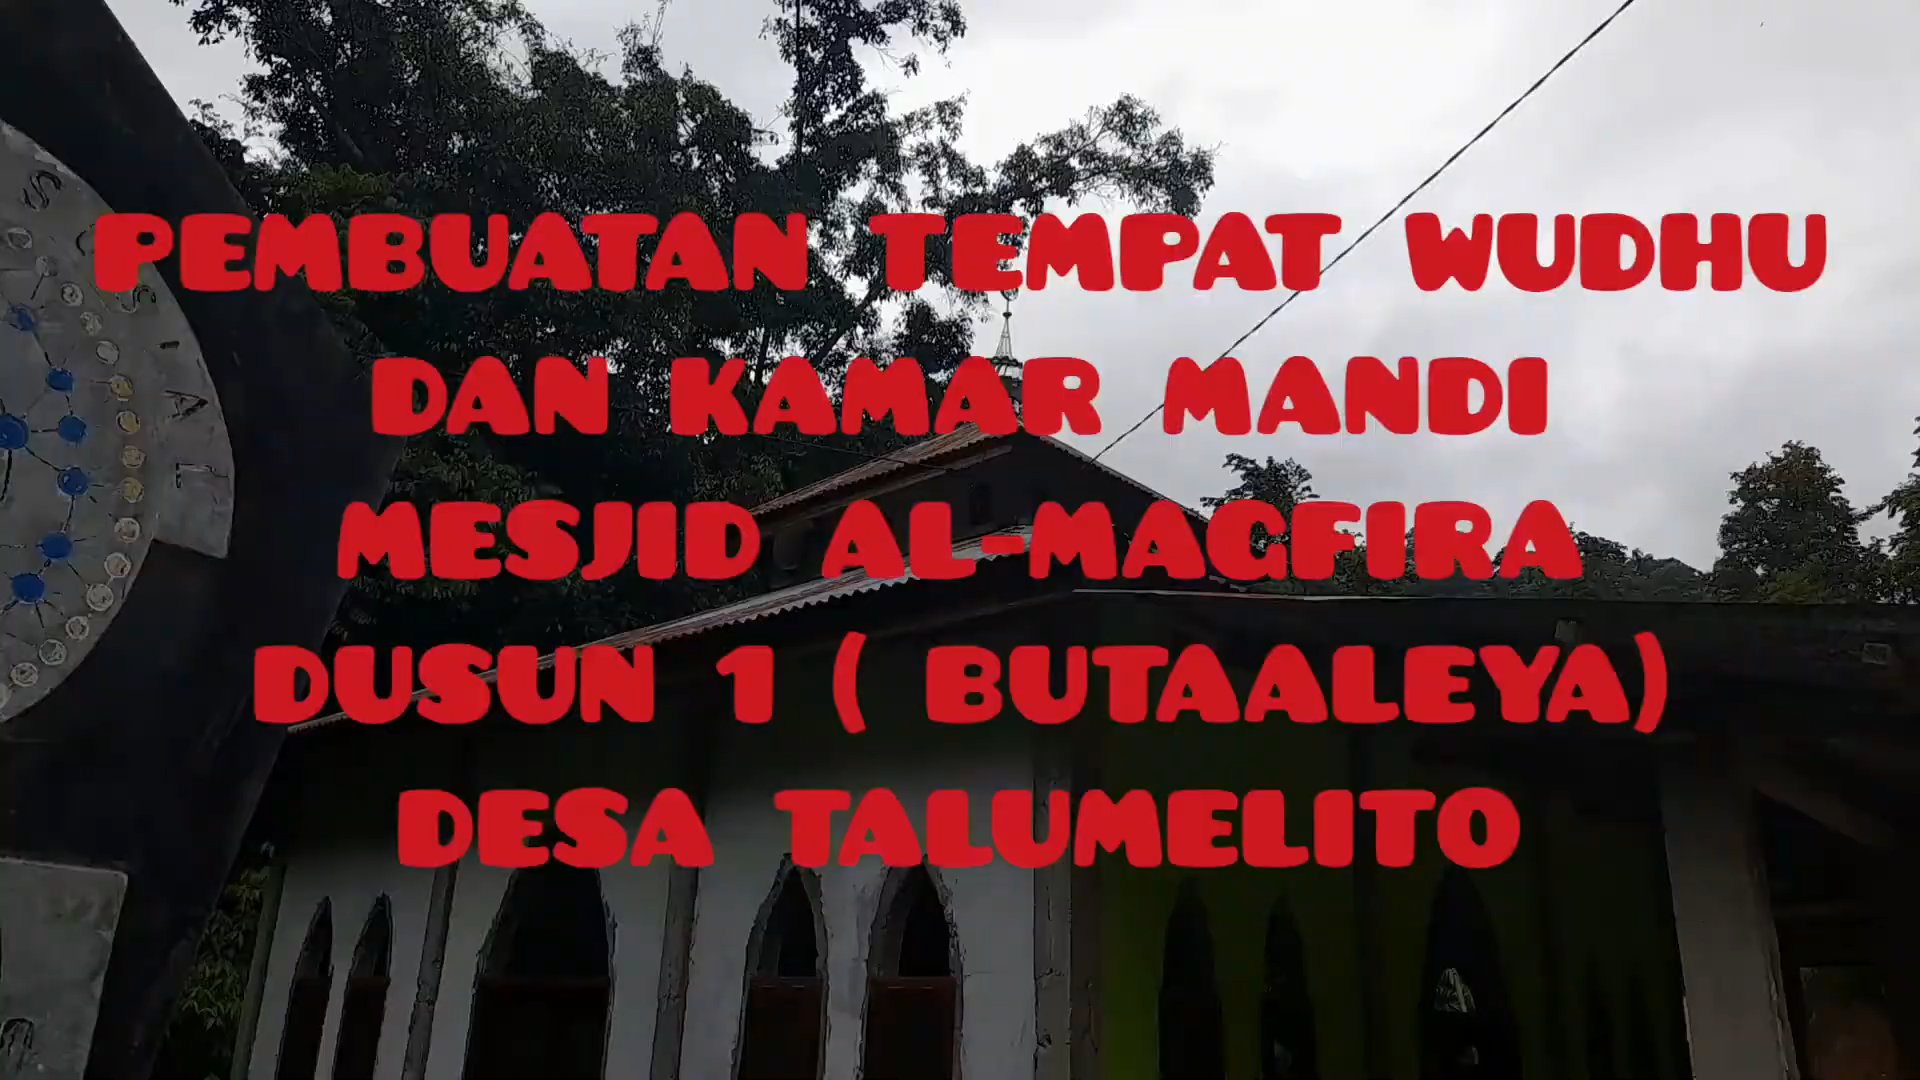 PEMBUATAN TEMPAT WUDHU
DAN KAMAR MANDI
MESJID AL-MAGFIRA
DUSUN 1 ( BUTAALEYA)
DESA TALUMELITO